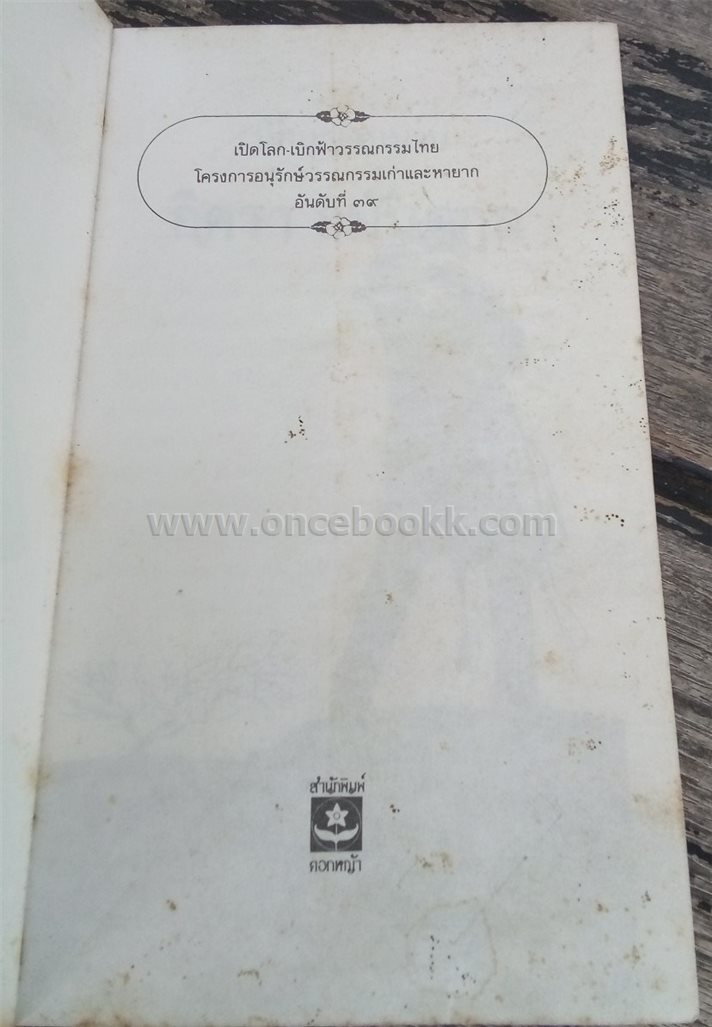 เปิดโลก-เบิกฟ้าวรรณกรรมไทย
โครงการอนุรักษ์วรรณกรรมเก่าและหายาก
อันดับที่ ๓๙
www.oncebookk.com
สำนักพิมพ์
ดอกหญ้า